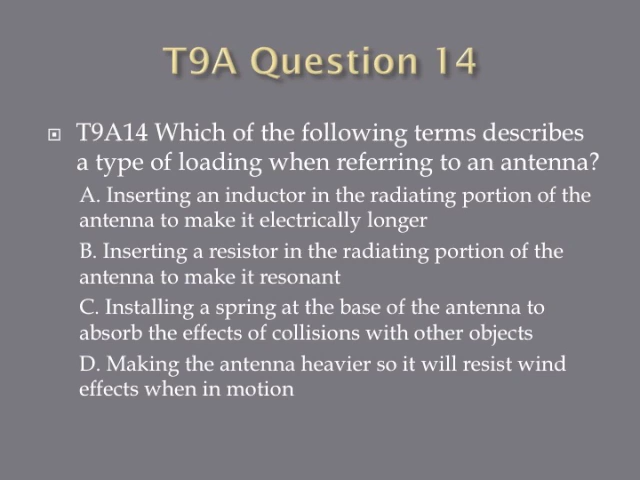 T9A Question 14
T9A14 Which of the following terms describes
a type of loading when referring to an antenna?
A. Inserting an inductor in the radiating portion of the
antenna to make it electrically longer
B. Inserting a resistor in the radiating portion of the
antenna to make it resonant
C. Installing a spring at the base of the antenna to
absorb the effects of collisions with other objects
D. Making the antenna heavier so it will resist wind
effects when in motion